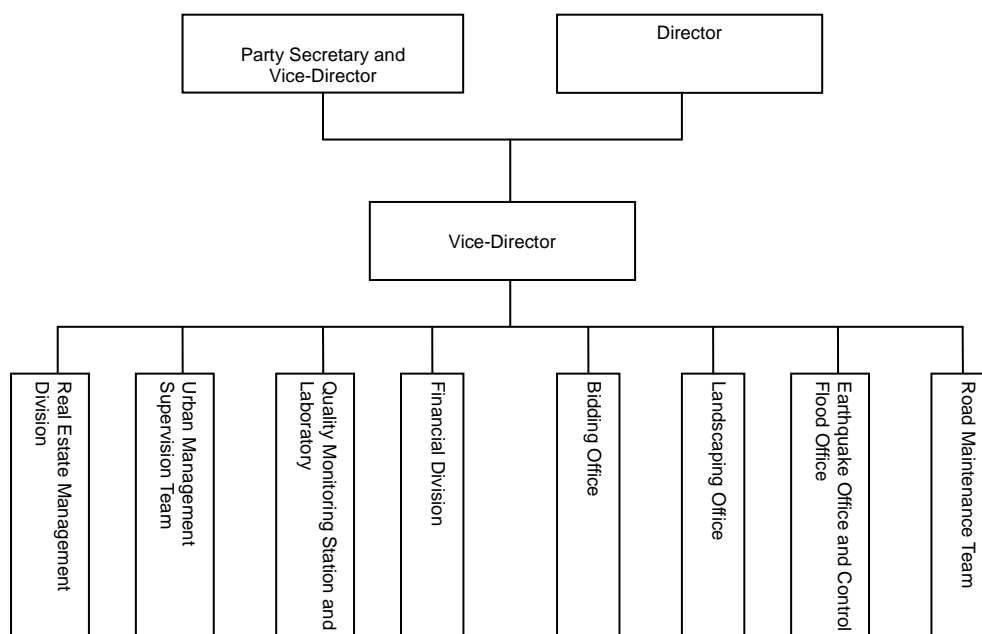 Party Secretary and
Vice-Director
Director
Vice-Director
Real Estate Management
Division
Urban Management
Supervision Team
Quality Monitoring Station and
Laboratory
Financial Division
Bidding Office
Landscaping Office
Earthquake Office and Control
Flood Office
Road Maintenance Team